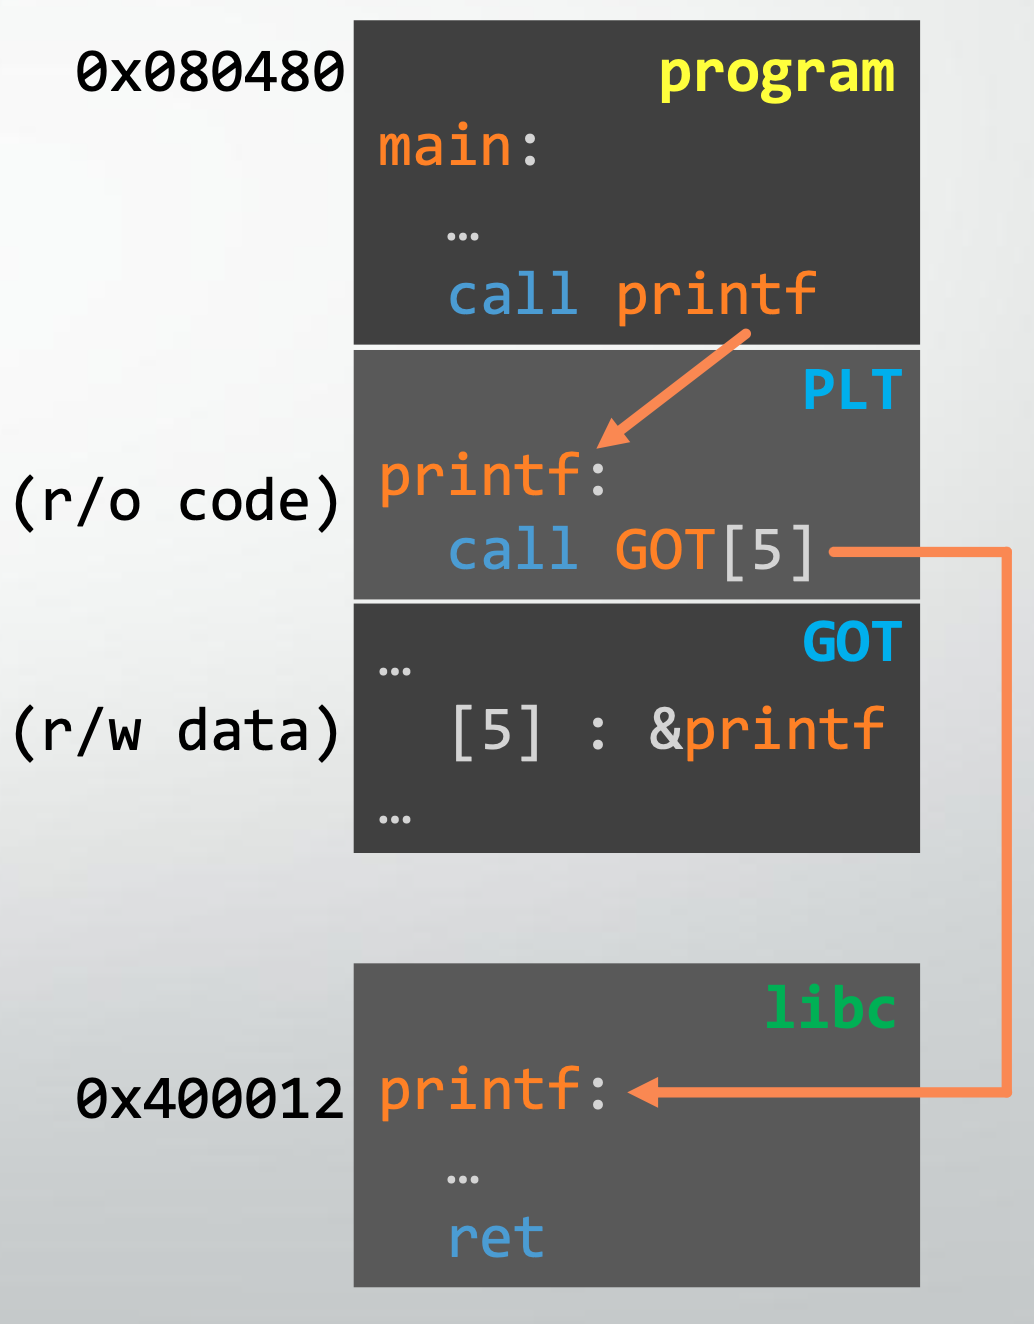 0x080480 program
main:
…
call printf
PLT
printf:
(r/o code)
call GOT[5]
GOT
…
(r/w data) [5] : &printf
…
libc
0x400012 printf:
…
ret